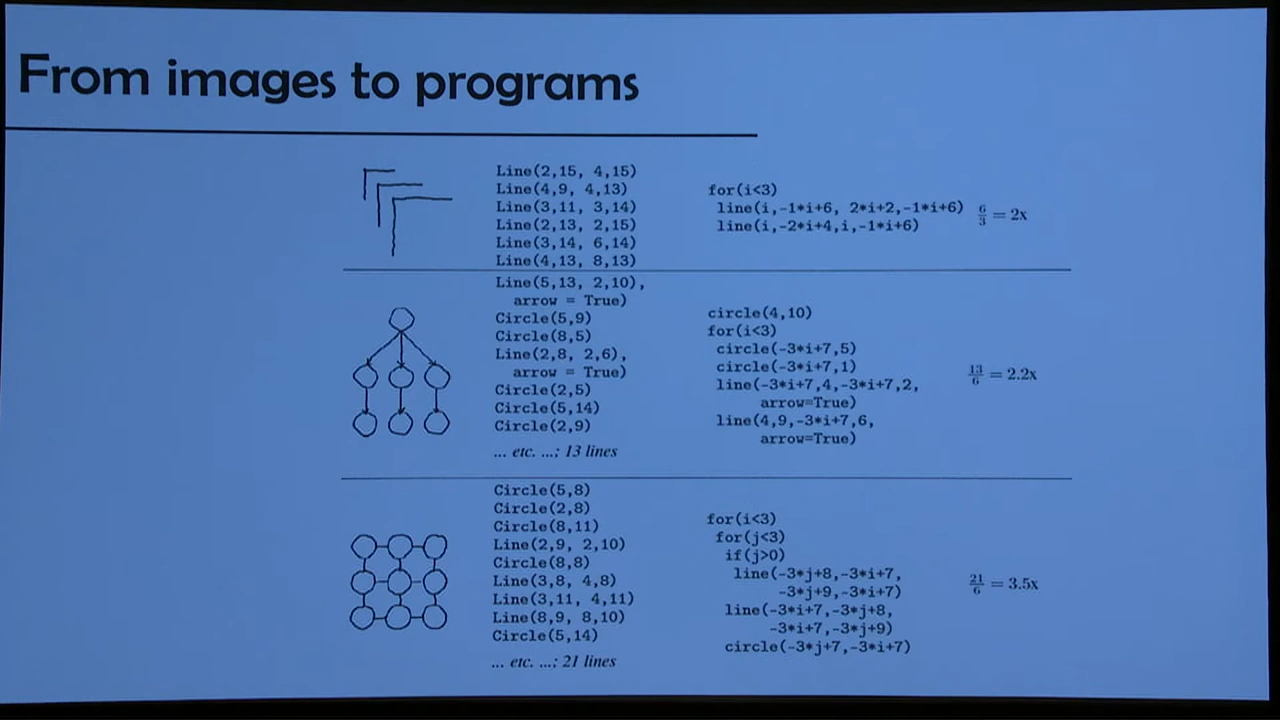 From images to programs
Line(2,15, 4,15)
Line(4,9, 4,13)
Line(3,11, 3,14)
Line(2,13, 2,15)
Line(3,14, 6,14)
Line(4,13, 8,13)
for(i<3)
line(i,-1*i+6, 2*i+2,-1*i+6)
line(i,-2*i+4,i,-1*i+6)
6/3 = 2x
Line(5,13, 2,10),
arrow = True)
Circle(5,9)
Circle(8,5)
Line(2,8, 2,6),
arrow = True)
Circle(2,5)
Circle(5,14)
Circle(2,9)
... etc. ...; 13 lines
circle(4,10)
for(i<3)
circle(-3*i+7,5)
circle(-3*i+7,1)
line(-3*i+7,4,-3*i+7,2,
arrow=True)
line(4,9,-3*i+7,6,
arrow=True)
13/6 = 2.2x
Circle(5,8)
Circle(2,8)
Circle(8,11)
Line(2,9, 2,10)
Circle(8,8)
Line(3,8, 4,8)
Line(3,11, 4,11)
Line(8,9, 8,10)
Circle(5,14)
... etc. ...; 21 lines
for(i<3)
for(j<3)
if(j>0)
line(-3*j+8,-3*i+7,
-3*j+9,-3*i+7)
line(-3*i+7,-3*j+8,
-3*i+7,-3*j+9)
circle(-3*j+7,-3*i+7)
21/6 = 3.5x